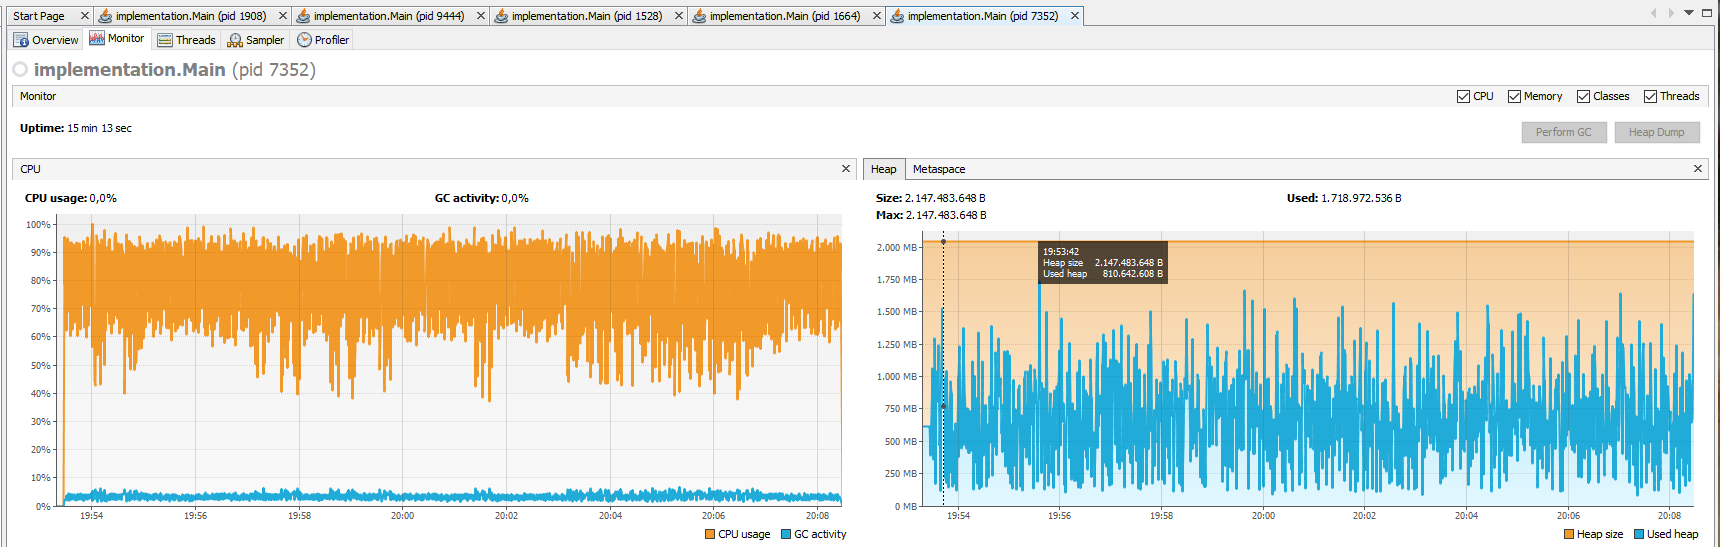 Start Page implementation.Main (pid 1908) implementation.Main (pid 9444) implementation.Main (pid 1528) implementation.Main (pid 1664) implementation.Main (pid 7352)
Overview Monitor Threads Sampler Profiler
implementation.Main (pid 7352)
Monitor CPU Memory Classes Threads
Uptime: 15 min 13 sec
Perform GC Heap Dump
CPU
CPU usage: 0,0% GC activity: 0,0%
100%
90%
80%
70%
60%
50%
40%
30%
20%
10%
0%
19:54 19:56 19:58 20:00 20:02 20:04 20:06 20:08
CPU usage GC activity
Heap Metaspace
Size: 2.147.483.648 B Used: 1.718.972.536 B
Max: 2.147.483.648 B
2.000 MB
1.750 MB
1.500 MB
1.250 MB
1.000 MB
750 MB
500 MB
250 MB
0 MB
19:53:42
Heap size 2.147.483.648 B
Used heap 810.642.608 B
19:54 19:56 19:58 20:00 20:02 20:04 20:06 20:08
Heap size Used heap